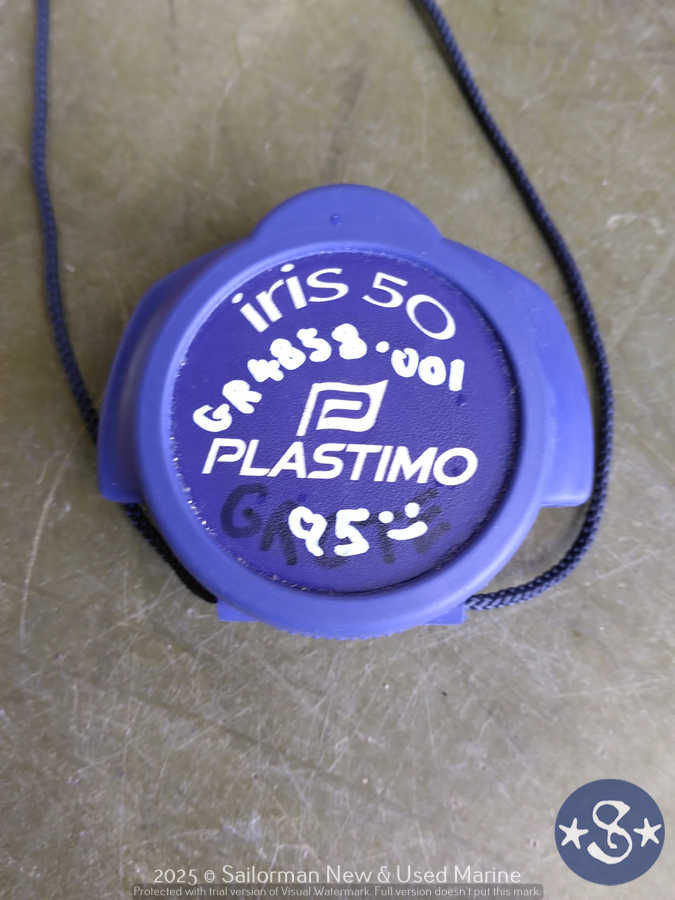 iris 50
GR4858.001
PLASTIMO
95
2025 © Sailorman New & Used Marine
Protected with trial version of Visual Watermark. Full version doesn't put this mark.